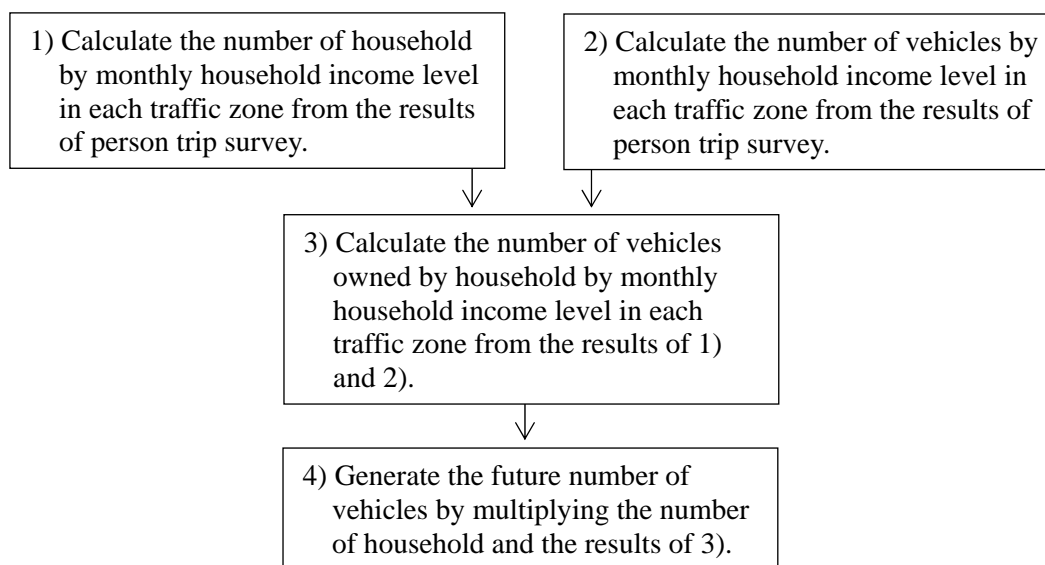 1) Calculate the number of household
by monthly household income level
in each traffic zone from the results
of person trip survey.
2) Calculate the number of vehicles by
monthly household income level in
each traffic zone from the results of
person trip survey.
3) Calculate the number of vehicles
owned by household by monthly
household income level in each
traffic zone from the results of 1)
and 2).
4) Generate the future number of
vehicles by multiplying the number
of household and the results of 3).